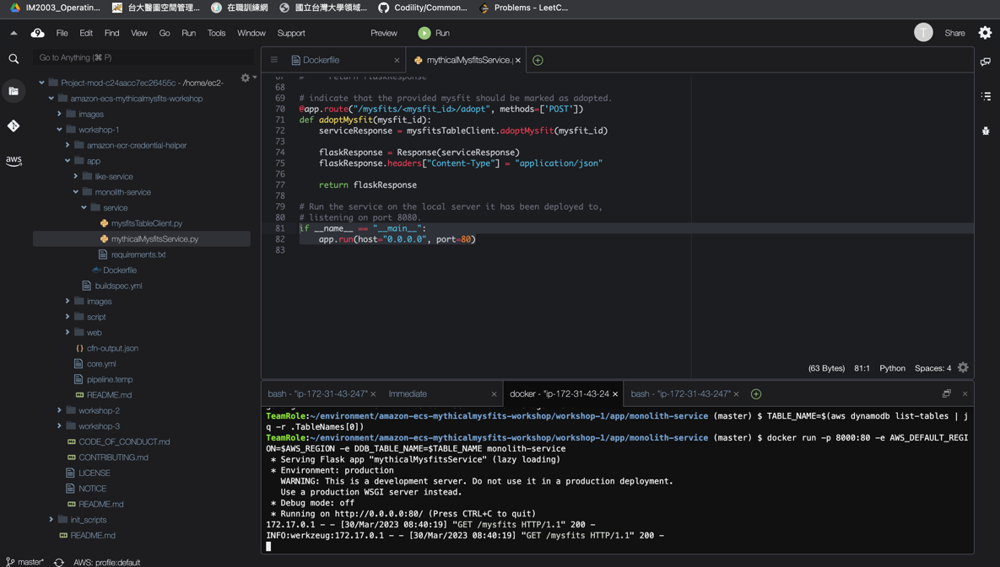 IM2003_Operatin...
台大醫圖空間管理...
在職訓練網
國立台灣大學領域...
Codility/Common...
Problems - LeetC...
File Edit Find View Go Run Tools Window Support Preview Run T Share
Go to Anything (⌘ P)
Project-mod-c24aacc7ec26455c - /home/ec2-
amazon-ecs-mythicalmysfits-workshop
images
workshop-1
amazon-ecr-credential-helper
app
like-service
monolith-service
service
mysfitsTableClient.py
mythicalMysfitsService.py
requirements.txt
Dockerfile
buildspec.yml
images
script
web
cfn-output.json
core.yml
pipeline.temp
README.md
workshop-2
workshop-3
CODE_OF_CONDUCT.md
CONTRIBUTING.md
LICENSE
NOTICE
README.md
init_scripts
README.md
aws
master*
AWS: profile:default
Dockerfile
mythicalMysfitsService.p
67 # return flaskResponse
68
69 # indicate that the provided mysfit should be marked as adopted.
70 @app.route("/mysfits/<mysfit_id>/adopt", methods=['POST'])
71 def adoptMysfit(mysfit_id):
72 serviceResponse = mysfitsTableClient.adoptMysfit(mysfit_id)
73
74 flaskResponse = Response(serviceResponse)
75 flaskResponse.headers["Content-Type"] = "application/json"
76
77 return flaskResponse
78
79 # Run the service on the local server it has been deployed to,
80 # listening on port 8080.
81 if __name__ == "__main__":
82 app.run(host="0.0.0.0", port=80)
83
(63 Bytes) 81:1 Python Spaces: 4
bash - "ip-172-31-43-247"
Immediate
docker - "ip-172-31-43-24
bash - "ip-172-31-43-247"
TeamRole:~/environment/amazon-ecs-mythicalmysfits-workshop/workshop-1/app/monolith-service (master) $ TABLE_NAME=$(aws dynamodb list-tables | j
q -r .TableNames[0])
TeamRole:~/environment/amazon-ecs-mythicalmysfits-workshop/workshop-1/app/monolith-service (master) $ docker run -p 8000:80 -e AWS_DEFAULT_REGI
ON=$AWS_REGION -e DDB_TABLE_NAME=$TABLE_NAME monolith-service
* Serving Flask app "mythicalMysfitsService" (lazy loading)
* Environment: production
WARNING: This is a development server. Do not use it in a production deployment.
Use a production WSGI server instead.
* Debug mode: off
* Running on http://0.0.0.0:80/ (Press CTRL+C to quit)
172.17.0.1 - - [30/Mar/2023 08:40:19] "GET /mysfits HTTP/1.1" 200 -
INFO:werkzeug:172.17.0.1 - - [30/Mar/2023 08:40:19] "GET /mysfits HTTP/1.1" 200 -